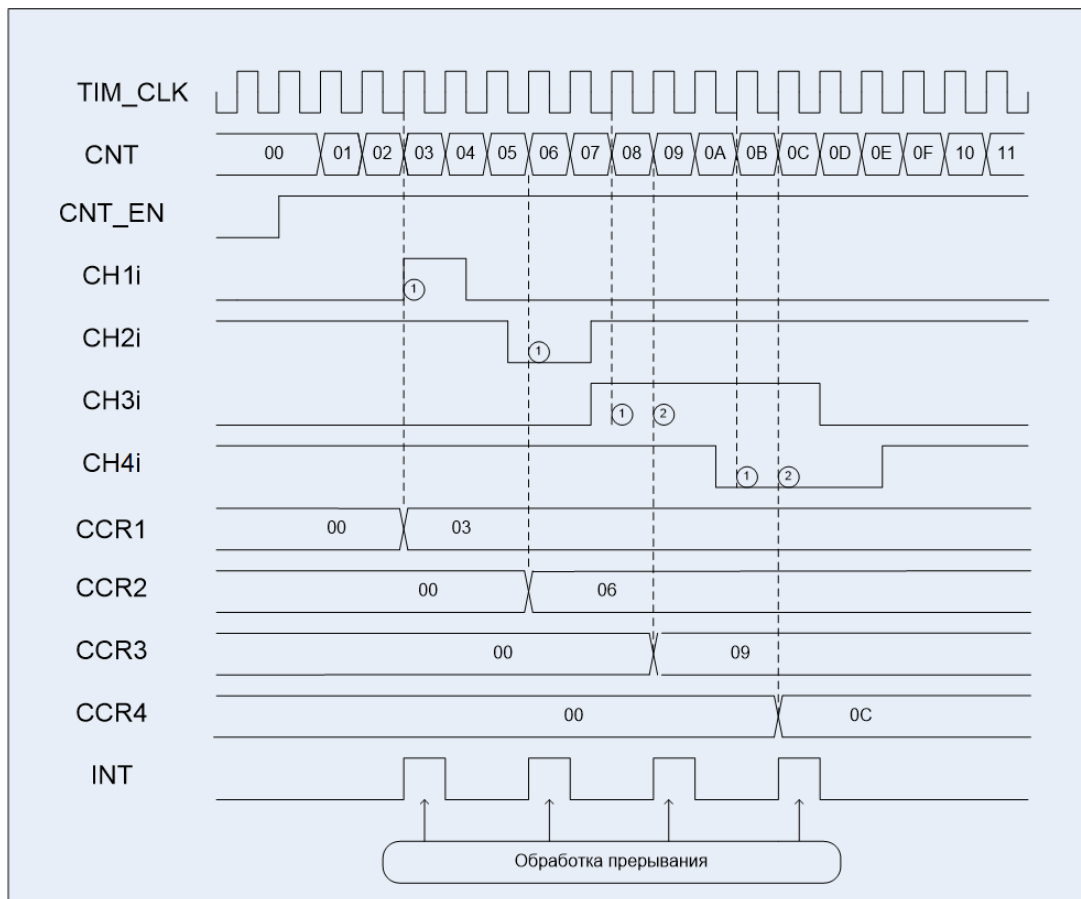 TIM_CLK
CNT 00 01 02 03 04 05 06 07 08 09 0A 0B 0C 0D 0E 0F 10 11
CNT_EN
CH1i 1
CH2i 1
CH3i 1 2
CH4i 1 2
CCR1 00 03
CCR2 00 06
CCR3 00 09
CCR4 00 0C
INT
Обработка прерывания